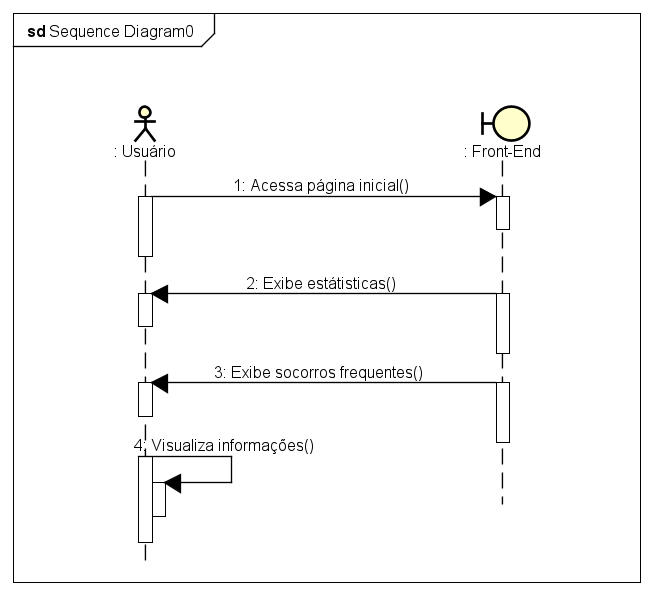 sd Sequence Diagram0
: Usuário
: Front-End
1: Acessa página inicial()
2: Exibe estátisticas()
3: Exibe socorros frequentes()
4: Visualiza informações()